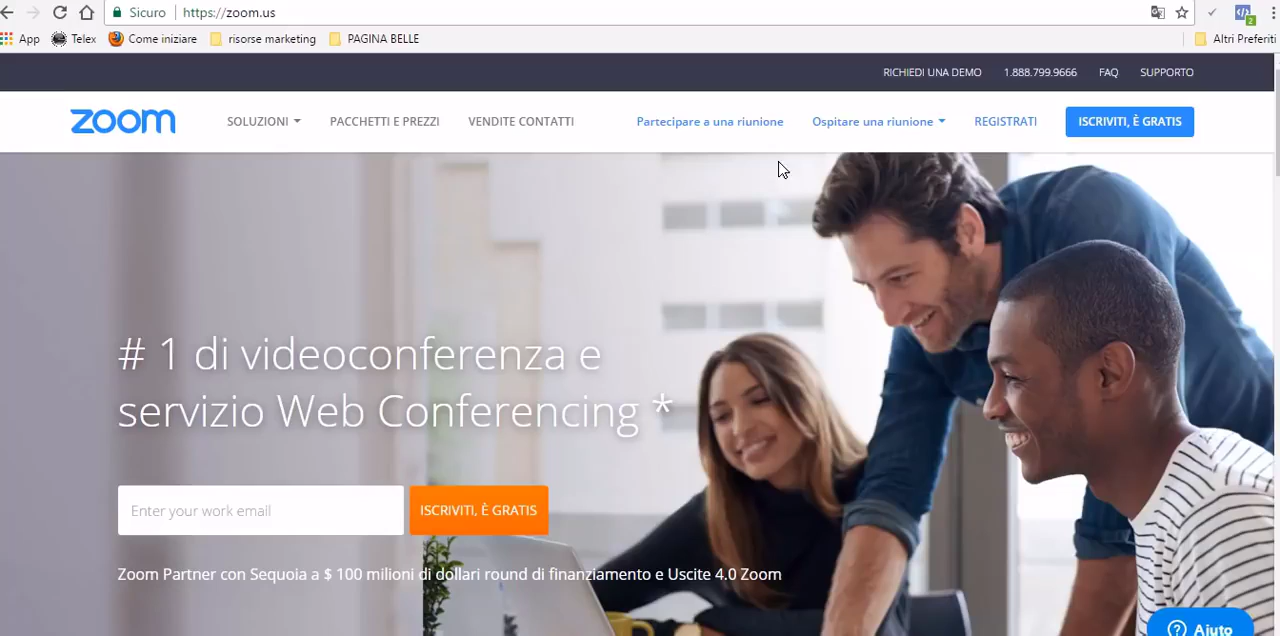 Sicuro https://zoom.us
2
App Telex Come iniziare risorse marketing PAGINA BELLE Altri Preferiti
RICHIEDI UNA DEMO 1.888.799.9666 FAQ SUPPORTO
zoom SOLUZIONI PACCHETTI E PREZZI VENDITE CONTATTI Partecipare a una riunione Ospitare una riunione REGISTRATI ISCRIVITI, È GRATIS
# 1 di videoconferenza e
servizio Web Conferencing *
Enter your work email ISCRIVITI, È GRATIS
Zoom Partner con Sequoia a $ 100 milioni di dollari round di finanziamento e Uscite 4.0 Zoom
Aiuto